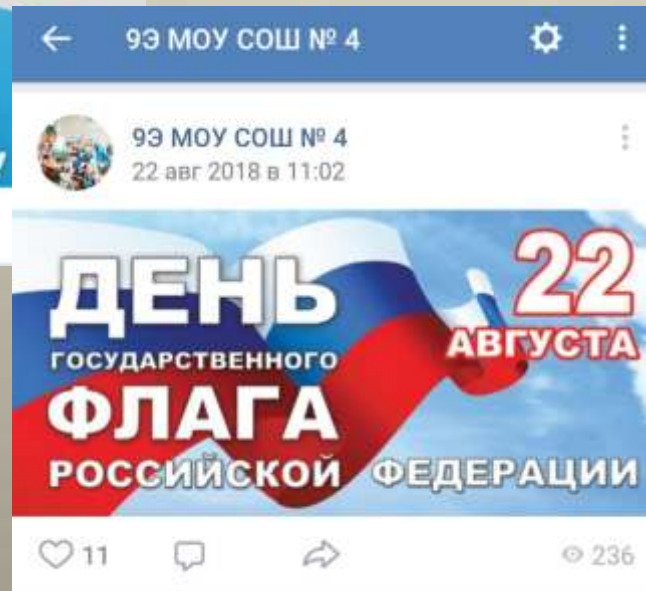 9Э МОУ СОШ № 4
9Э МОУ СОШ № 4
22 авг 2018 в 11:02
ДЕНЬ
ГОСУДАРСТВЕННОГО
ФЛАГА
РОССИЙСКОЙ ФЕДЕРАЦИИ
22
АВГУСТА
11
236